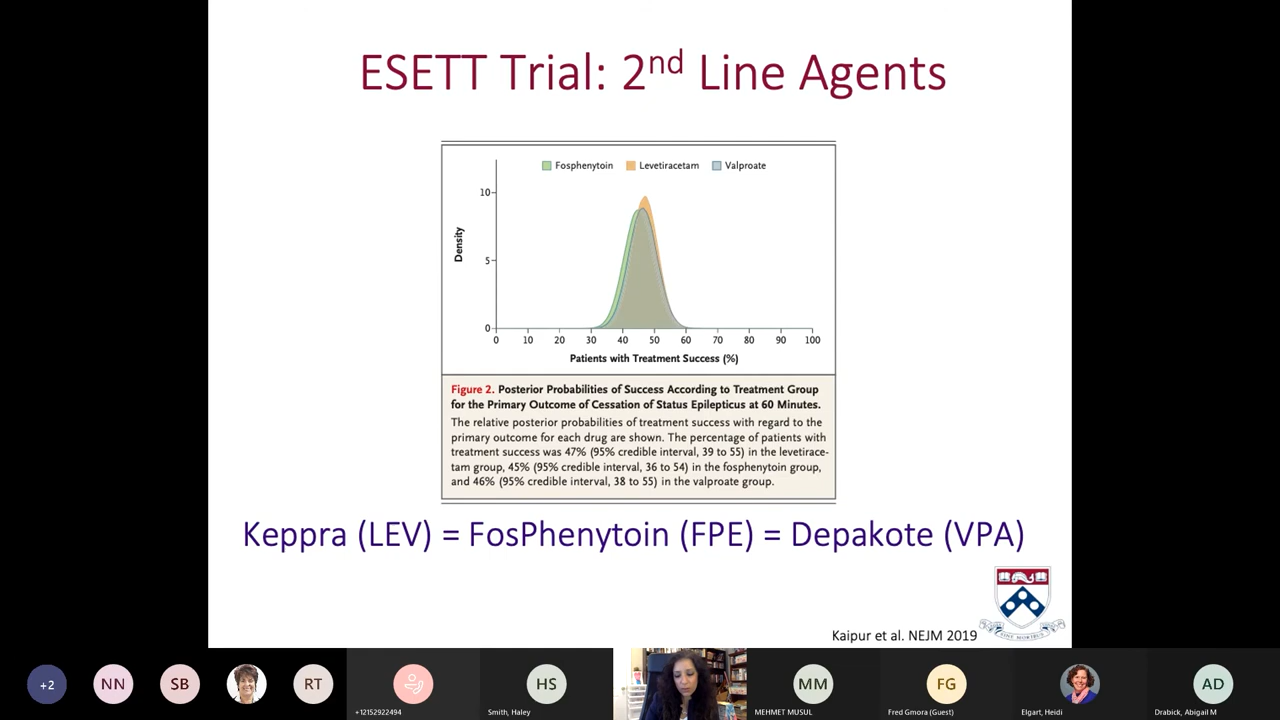 ESETT Trial: 2nd Line Agents
Fosphenytoin Levetiracetam Valproate
10
5
0
Density
0 10 20 30 40 50 60 70 80 90 100
Patients with Treatment Success (%)
Figure 2. Posterior Probabilities of Success According to Treatment Group
for the Primary Outcome of Cessation of Status Epilepticus at 60 Minutes.
The relative posterior probabilities of treatment success with regard to the
primary outcome for each drug are shown. The percentage of patients with
treatment success was 47% (95% credible interval, 39 to 55) in the levetirace-
tam group, 45% (95% credible interval, 36 to 54) in the fosphenytoin group,
and 46% (95% credible interval, 38 to 55) in the valproate group.
Keppra (LEV) = FosPhenytoin (FPE) = Depakote (VPA)
Kaipur et al. NEJM 2019
+2 NN SB RT HS MM FG AD
+12152922494 Smith, Haley MEHMET MUSUL Fred Gmora (Guest) Elgart, Heidi Drabick, Abigail M